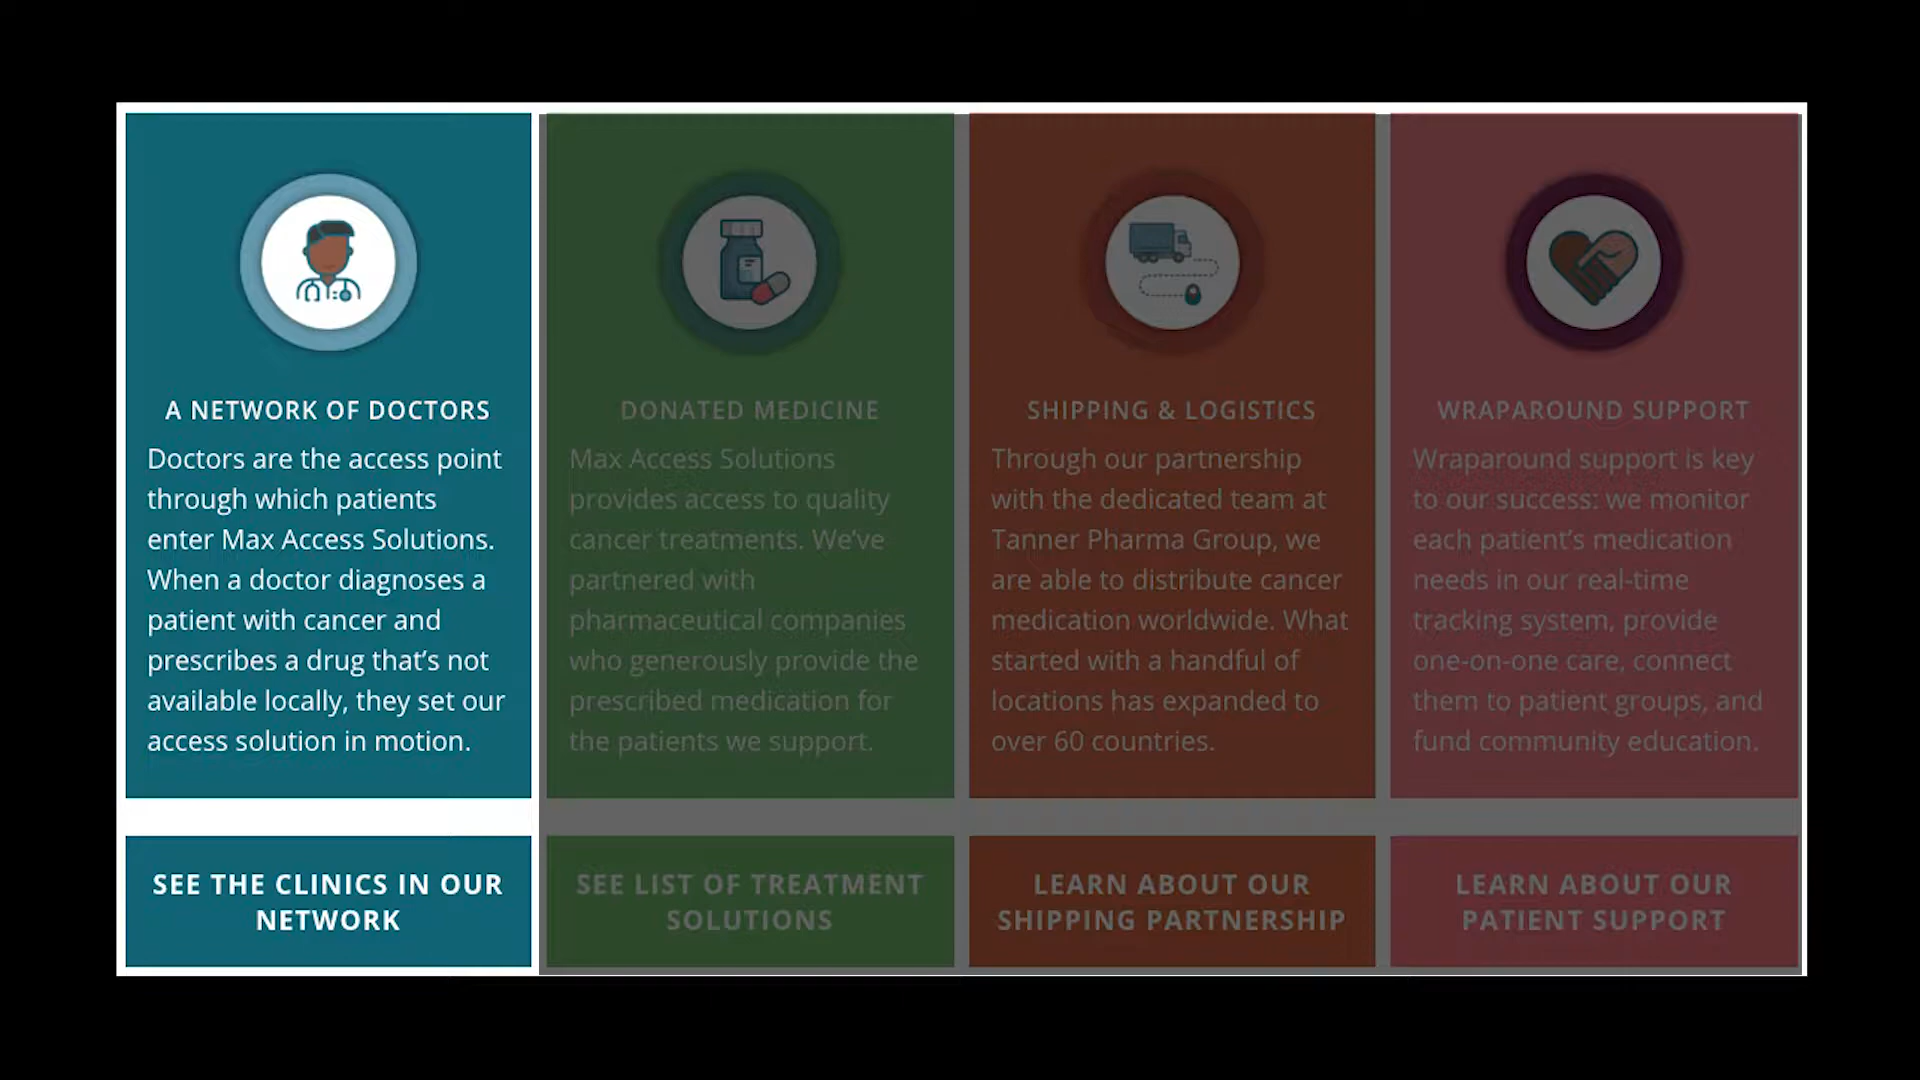 A NETWORK OF DOCTORS
Doctors are the access point
through which patients
enter Max Access Solutions.
When a doctor diagnoses a
patient with cancer and
prescribes a drug that’s not
available locally, they set our
access solution in motion.
SEE THE CLINICS IN OUR
NETWORK
DONATED MEDICINE
Max Access Solutions
provides access to quality
cancer treatments. We’ve
partnered with
pharmaceutical companies
who generously provide the
prescribed medication for
the patients we support.
SEE LIST OF TREATMENT
SOLUTIONS
SHIPPING & LOGISTICS
Through our partnership
with the dedicated team at
Tanner Pharma Group, we
are able to distribute cancer
medication worldwide. What
started with a handful of
locations has expanded to
over 60 countries.
LEARN ABOUT OUR
SHIPPING PARTNERSHIP
WRAPAROUND SUPPORT
Wraparound support is key
to our success: we monitor
each patient’s medication
needs in our real-time
tracking system, provide
one-on-one care, connect
them to patient groups, and
fund community education.
LEARN ABOUT OUR
PATIENT SUPPORT